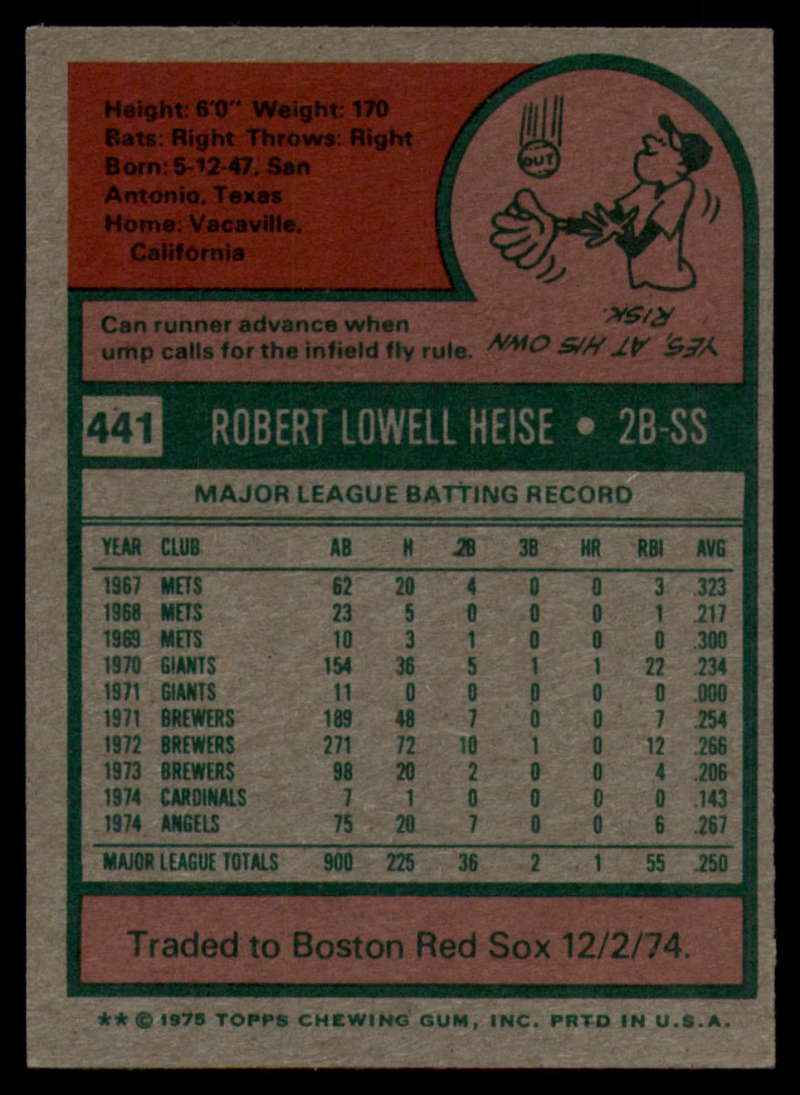 Height: 6'0" Weight: 170
Bats: Right Throws: Right
Born: 5-12-47, San
Antonio, Texas
Home: Vacaville,
California
OUT
Can runner advance when
ump calls for the infield fly rule.
YES, AT HIS OWN
RISK.
441 ROBERT LOWELL HEISE • 2B-SS
MAJOR LEAGUE BATTING RECORD
YEAR CLUB AB H 2B 3B HR RBI AVG
1967 METS 62 20 4 0 0 3 .323
1968 METS 23 5 0 0 0 1 .217
1969 METS 10 3 1 0 0 0 .300
1970 GIANTS 154 36 5 1 1 22 .234
1971 GIANTS 11 0 0 0 0 0 .000
1971 BREWERS 189 48 7 0 0 7 .254
1972 BREWERS 271 72 10 1 0 12 .266
1973 BREWERS 98 20 2 0 0 4 .206
1974 CARDINALS 7 1 0 0 0 0 .143
1974 ANGELS 75 20 7 0 0 6 .267
MAJOR LEAGUE TOTALS 900 225 36 2 1 55 .250
Traded to Boston Red Sox 12/2/74.
** © 1975 TOPPS CHEWING GUM, INC. PRTD IN U.S.A.